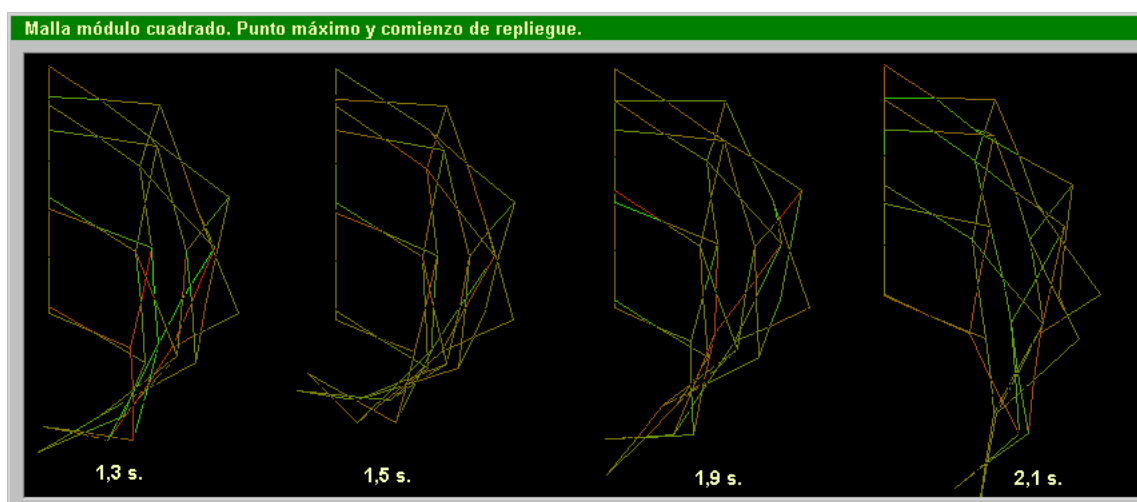 Malla módulo cuadrado. Punto máximo y comienzo de repliegue.
1,3 s.
1,5 s.
1,9 s.
2,1 s.